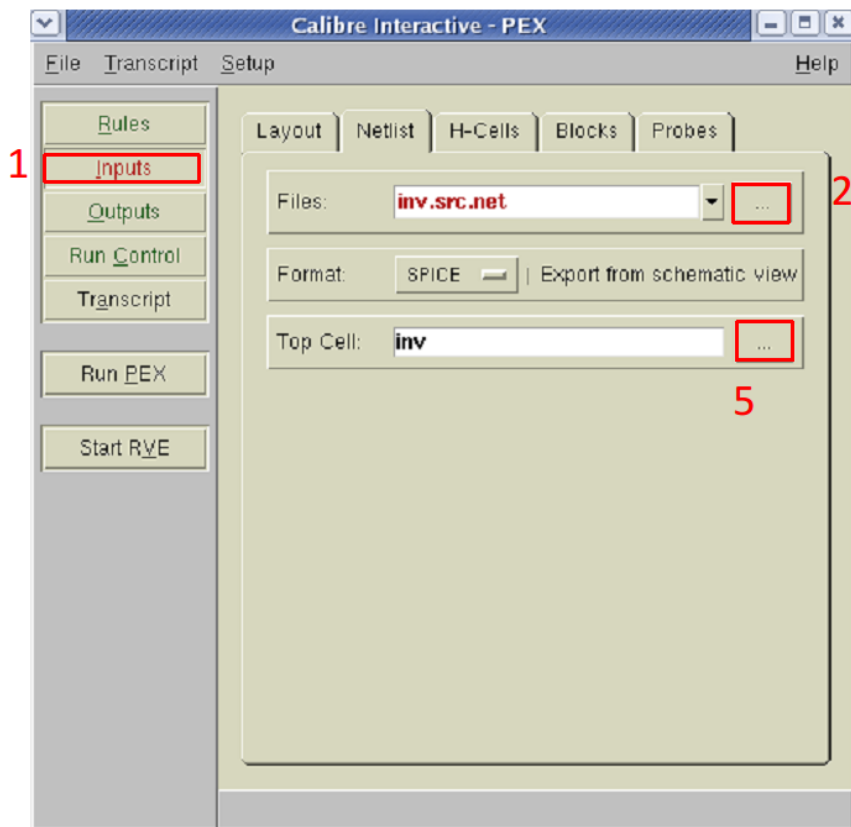 Calibre Interactive - PEX
File Transcript Setup Help
Rules
Layout Netlist H-Cells Blocks Probes
1
Inputs
Files: inv.src.net ... 2
Outputs
Run Control
Format: SPICE | Export from schematic view
Transcript
Top Cell: inv ...
Run PEX
5
Start RVE